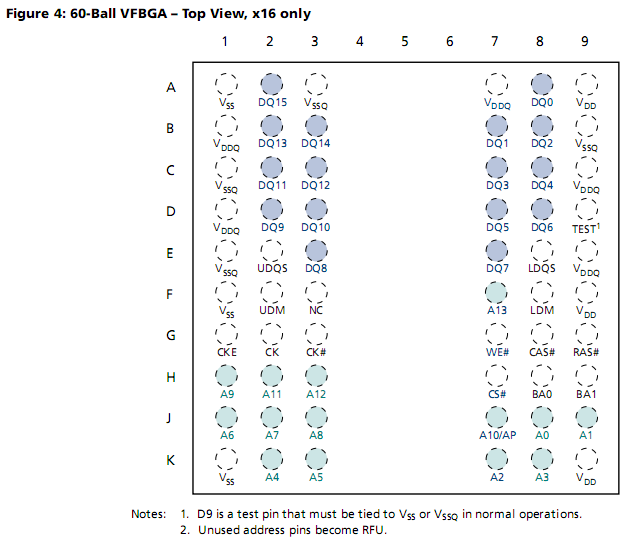 Figure 4: 60-Ball VFBGA – Top View, x16 only
1 2 3 4 5 6 7 8 9
A
VSS DQ15 VSSQ VDDQ DQ0 VDD
B
VDDQ DQ13 DQ14 DQ1 DQ2 VSSQ
C
VSSQ DQ11 DQ12 DQ3 DQ4 VDDQ
D
VDDQ DQ9 DQ10 DQ5 DQ6 TEST1
E
VSSQ UDQS DQ8 DQ7 LDQS VDDQ
F
VSS UDM NC A13 LDM VDD
G
CKE CK CK# WE# CAS# RAS#
H
A9 A11 A12 CS# BA0 BA1
J
A6 A7 A8 A10/AP A0 A1
K
VSS A4 A5 A2 A3 VDD
Notes: 1. D9 is a test pin that must be tied to VSS or VSSQ in normal operations.
2. Unused address pins become RFU.